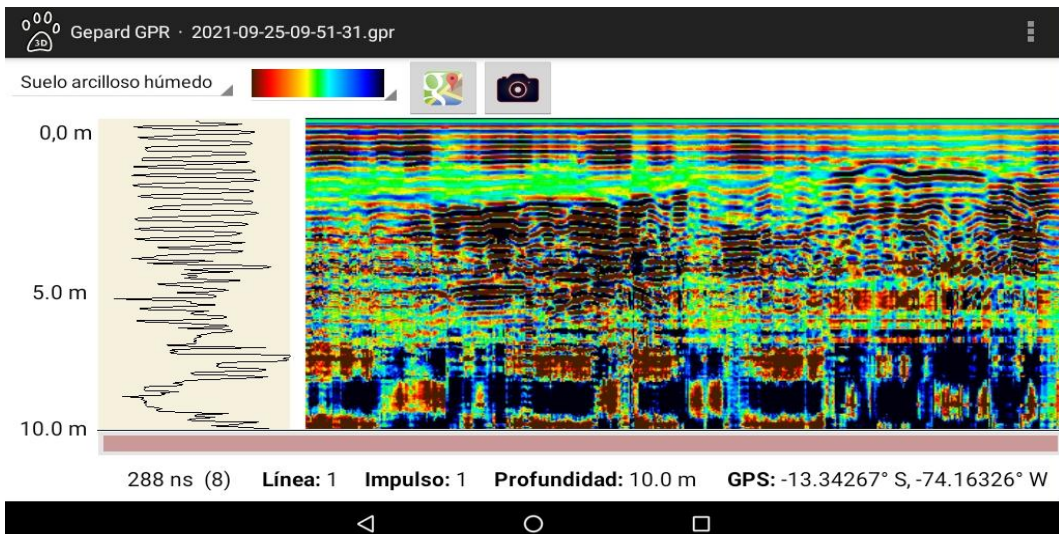 3D
Gepard GPR · 2021-09-25-09-51-31.gpr
Suelo arcilloso húmedo
0,0 m
5.0 m
10.0 m
288 ns (8) Línea: 1 Impulso: 1 Profundidad: 10.0 m GPS: -13.34267° S, -74.16326° W